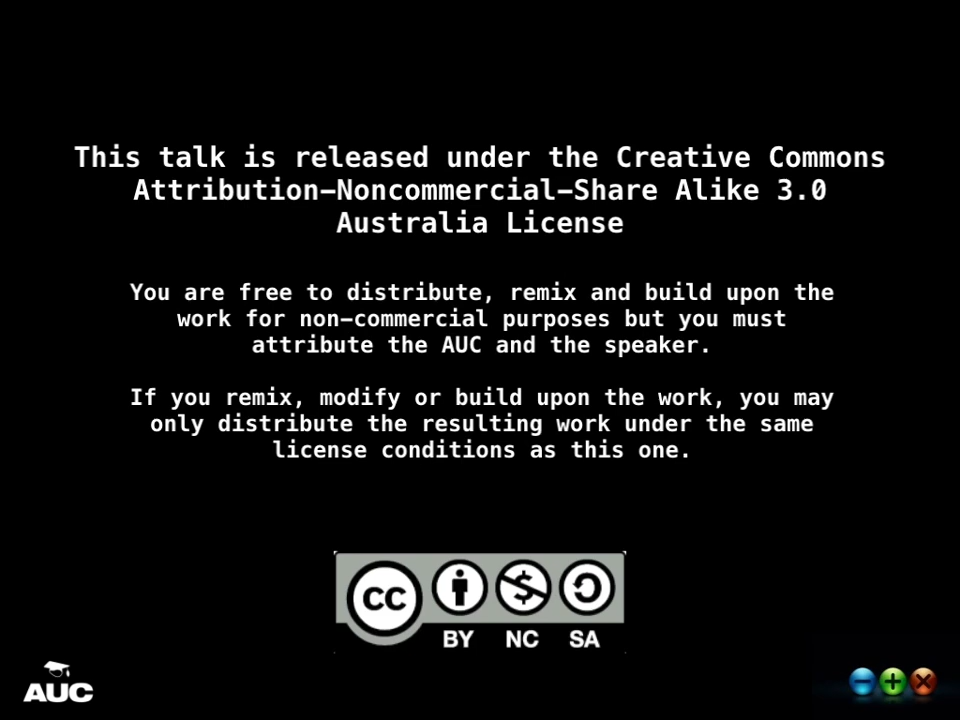 This talk is released under the Creative Commons
Attribution-Noncommercial-Share Alike 3.0
Australia License
You are free to distribute, remix and build upon the
work for non-commercial purposes but you must
attribute the AUC and the speaker.
If you remix, modify or build upon the work, you may
only distribute the resulting work under the same
license conditions as this one.
CC
BY NC SA
AUC